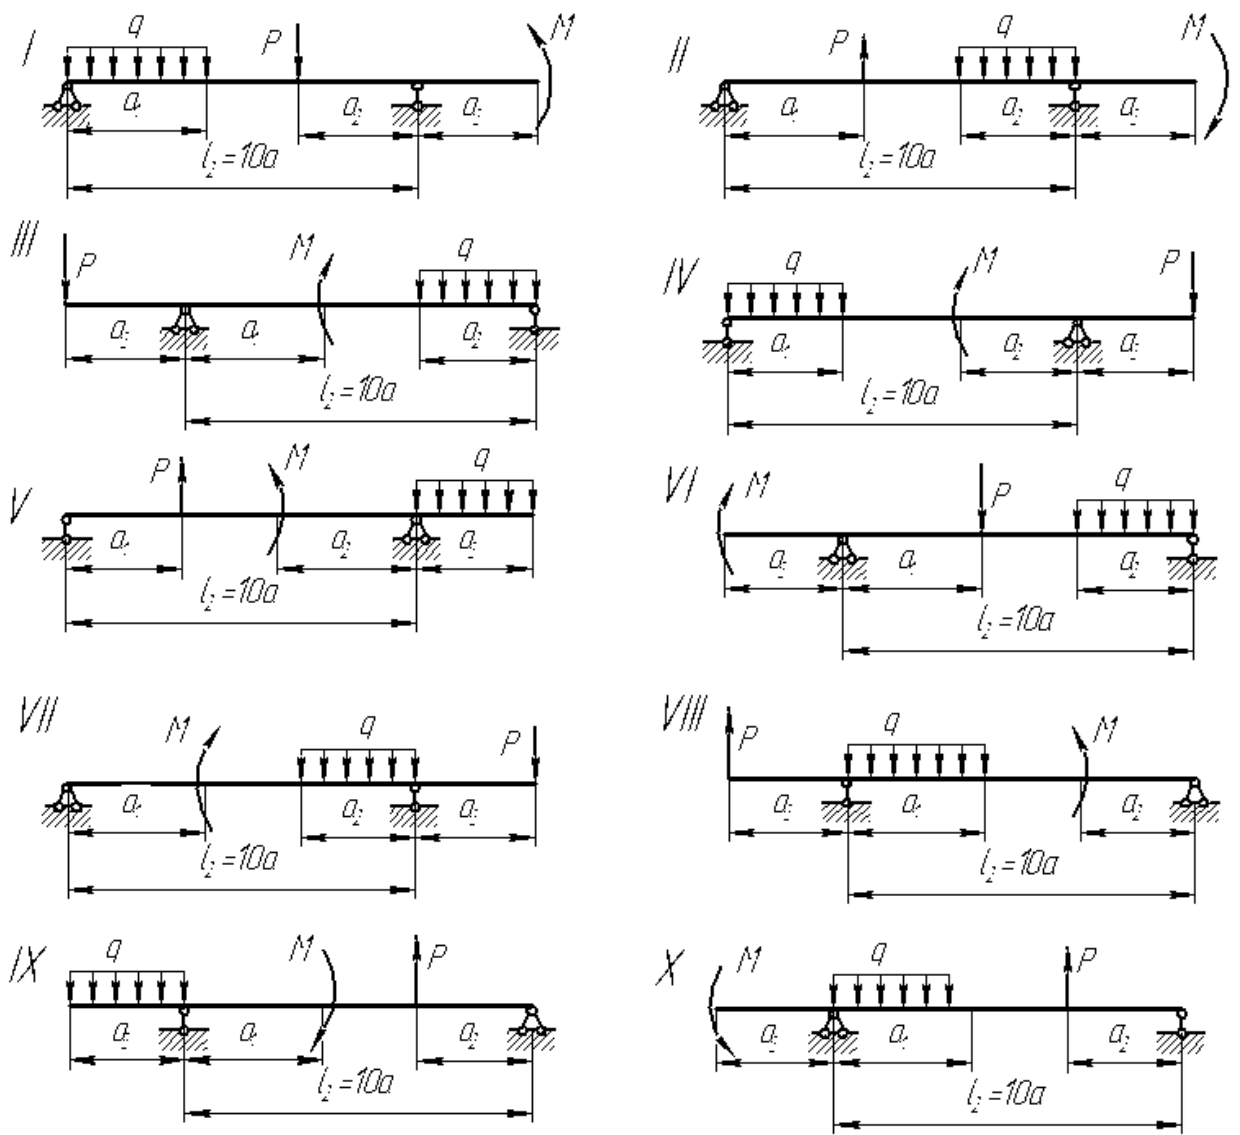 I q P M
a₁ a₂ a₃
l₂=10a
II P q M
a₁ a₂ a₃
l₂=10a
III P M q
a₃ a₁ a₂
l₂=10a
IV q M P
a₁ a₂ a₃
l₂=10a
V P M q
a₁ a₂ a₃
l₂=10a
VI M P q
a₃ a₁ a₂
l₂=10a
VII M q P
a₁ a₂ a₃
l₂=10a
VIII P q M
a₃ a₁ a₂
l₂=10a
IX q M P
a₃ a₁ a₂
l₂=10a
X M q P
a₃ a₁ a₂
l₂=10a